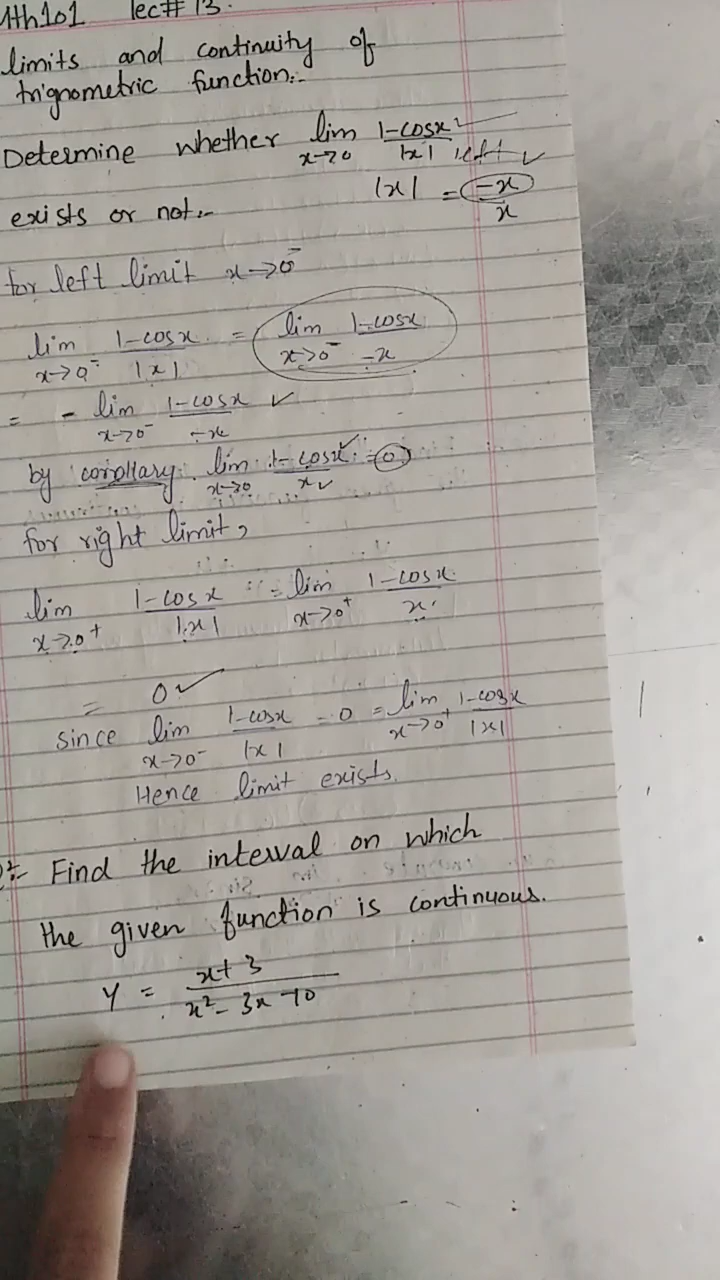 Mth101 lec# 13.
limits and continuity of
trignometric function.-
Determine whether lim 1-cosx
x→0 |x| left ✓
exists or not.- |x| = -x
x
for left limit x→0⁻
lim 1-cosx = lim 1-cosx
x→0⁻ |x| x→0⁻ -x
= - lim 1-cosx ✓
x→0⁻ -x
by corollary. lim 1-cosx = 0
x→0 x ✓
for right limit,
lim 1-cosx = lim 1-cosx
x→0⁺ |x| x→0⁺ x
= 0 ✓
since lim 1-cosx - 0 = lim 1-cosx
x→0⁻ |x| x→0⁺ |x|
Hence limit exists.
Find the interval on which
the given function is continuous.
y = x+3
x²- 3x -10